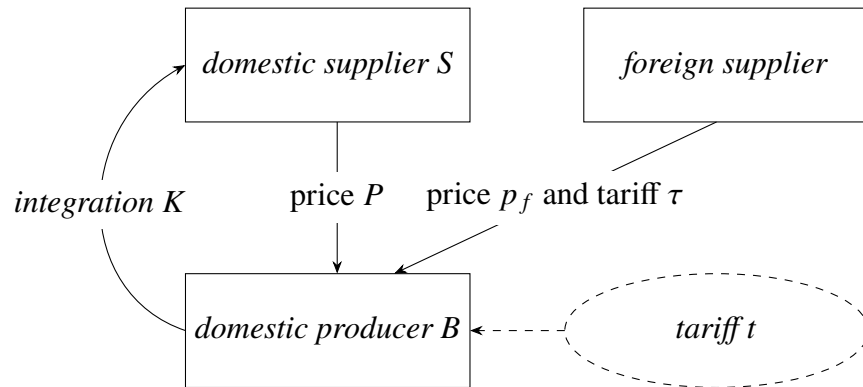 domestic supplier S
foreign supplier
integration K
price P
price p_f and tariff τ
domestic producer B
tariff t